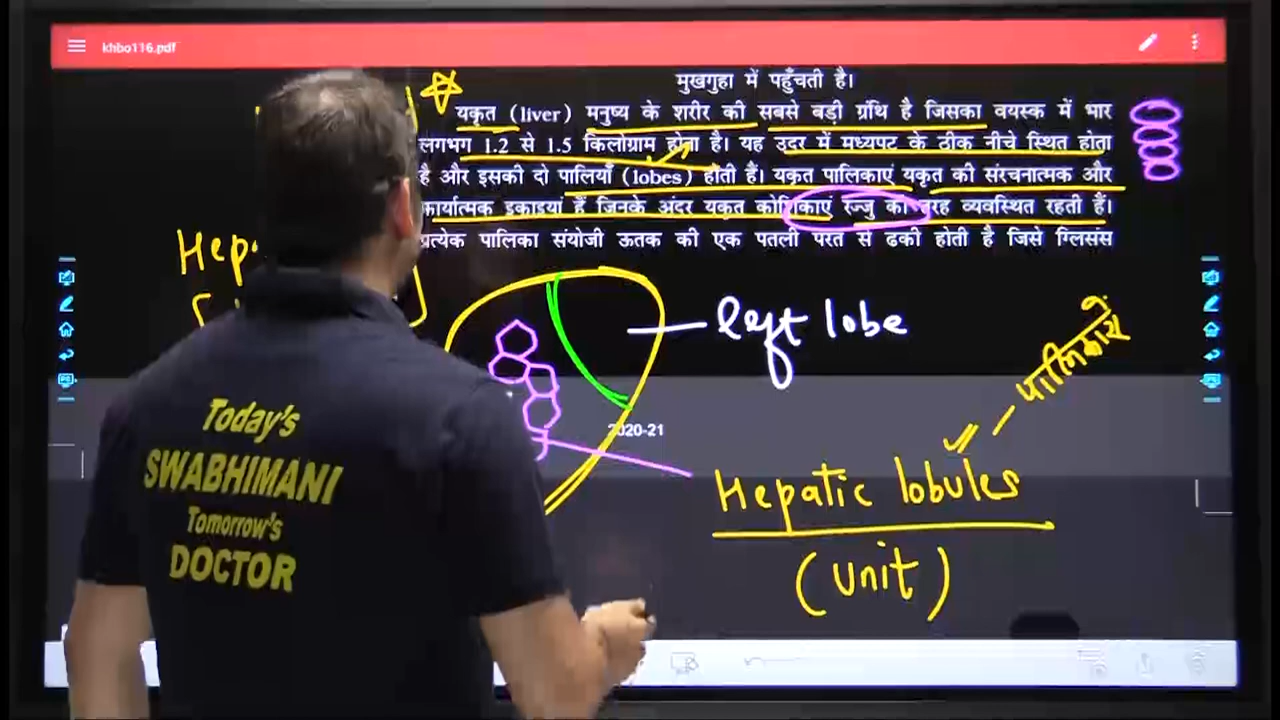 khbo116.pdf
मुखगुहा में पहुँचती है।
यकृत (liver) मनुष्य के शरीर की सबसे बड़ी ग्रंथि है जिसका वयस्क में भार
लगभग 1.2 से 1.5 किलोग्राम होता है। यह उदर में मध्यपट के ठीक नीचे स्थित होता
है और इसकी दो पालियाँ (lobes) होती हैं। यकृत पालिकाएं यकृत की संरचनात्मक और
कार्यात्मक इकाइयां हैं जिनके अंदर यकृत कोशिकाएं रज्जु की तरह व्यवस्थित रहती हैं।
प्रत्येक पालिका संयोजी ऊतक की एक पतली परत से ढकी होती है जिसे ग्लिसंस
left lobe
पालिकायें
2020-21
Hepatic lobules
(unit)
Today's
SWABHIMANI
Tomorrow's
DOCTOR